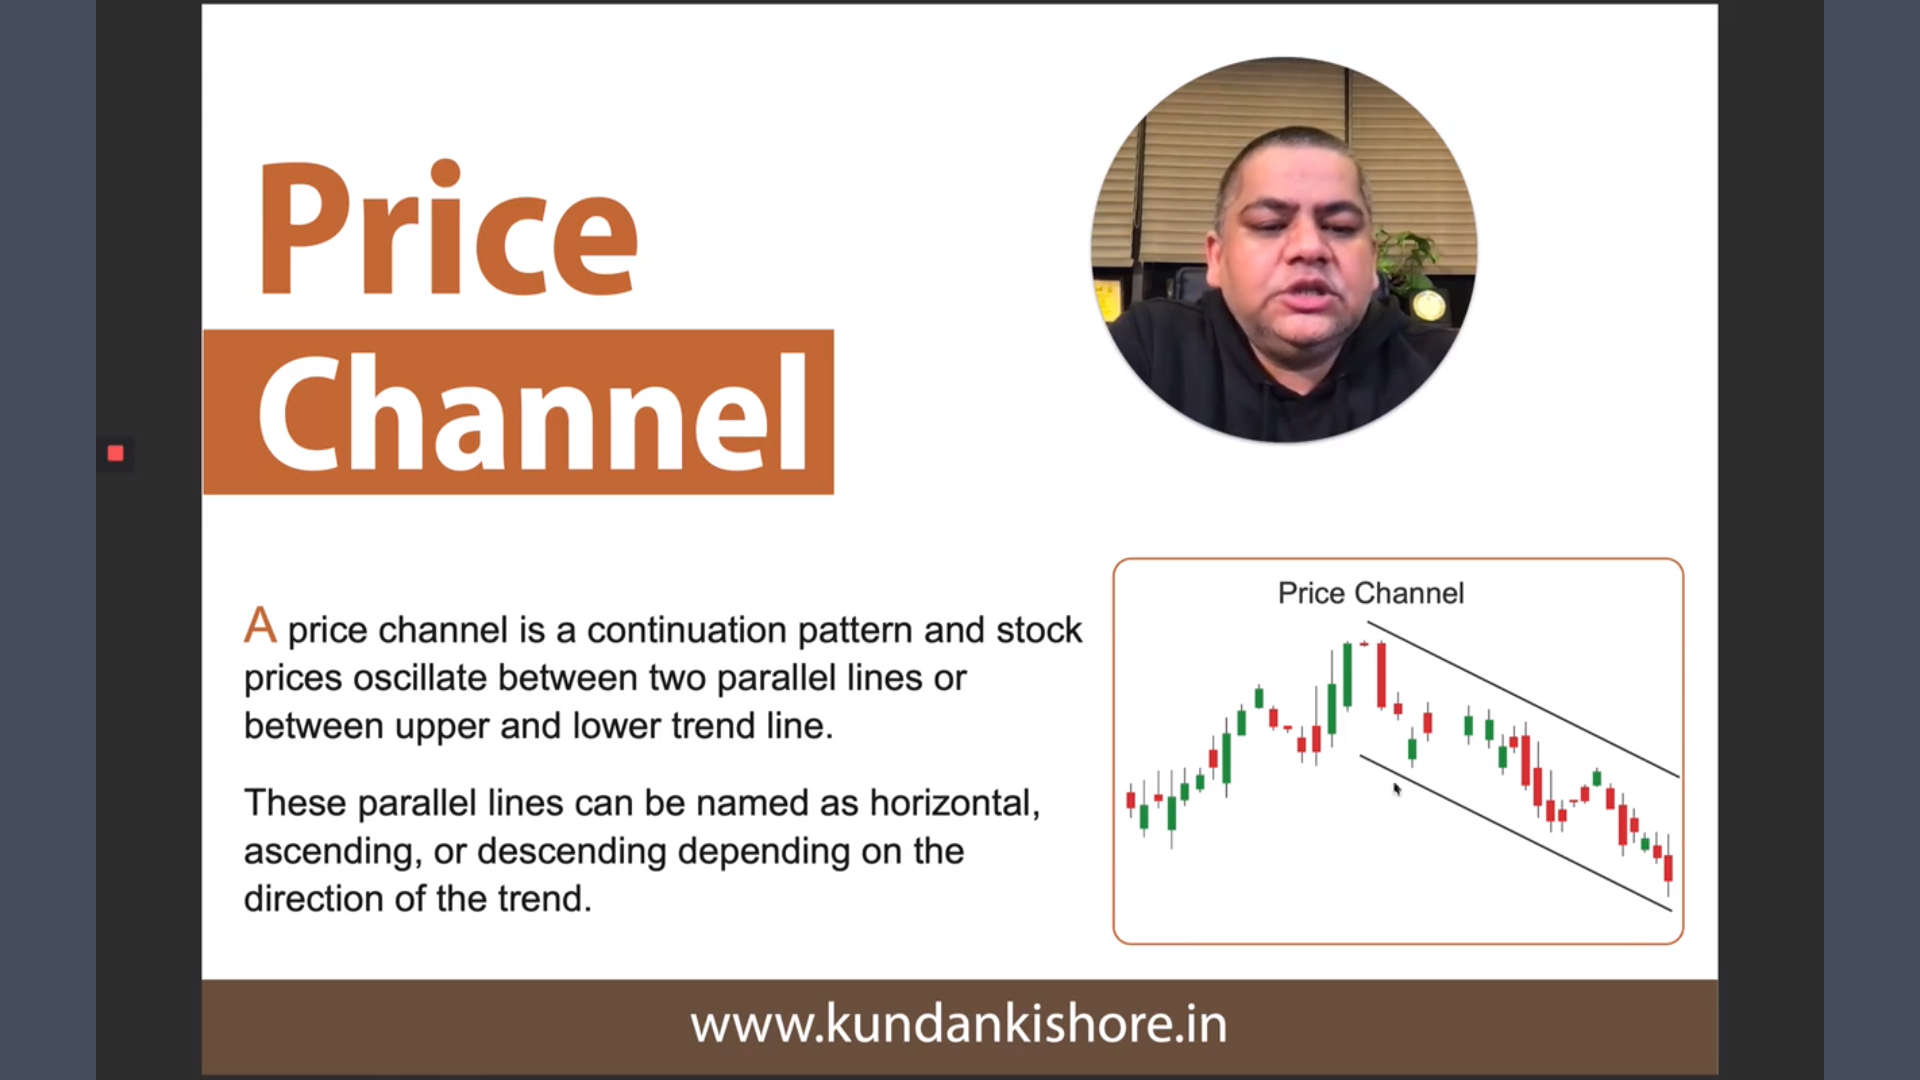 Price
Channel
A price channel is a continuation pattern and stock
prices oscillate between two parallel lines or
between upper and lower trend line.
These parallel lines can be named as horizontal,
ascending, or descending depending on the
direction of the trend.
Price Channel
www.kundankishore.in